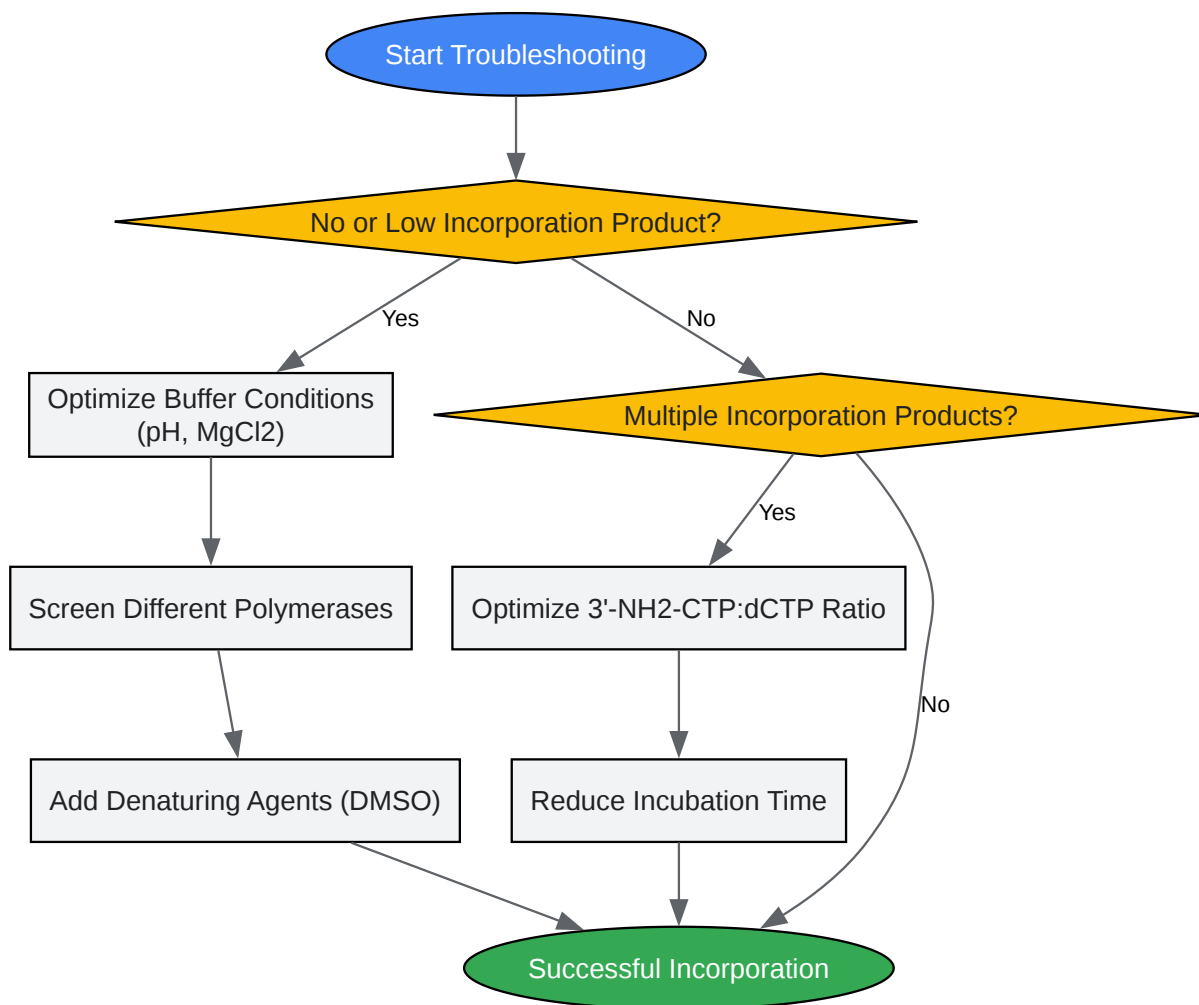 Start Troubleshooting
No or Low Incorporation Product?
Yes
No
Optimize Buffer Conditions
(pH, MgCl2)
Multiple Incorporation Products?
Yes
Screen Different Polymerases
Optimize 3'-NH2-CTP:dCTP Ratio
No
Add Denaturing Agents (DMSO)
Reduce Incubation Time
Successful Incorporation